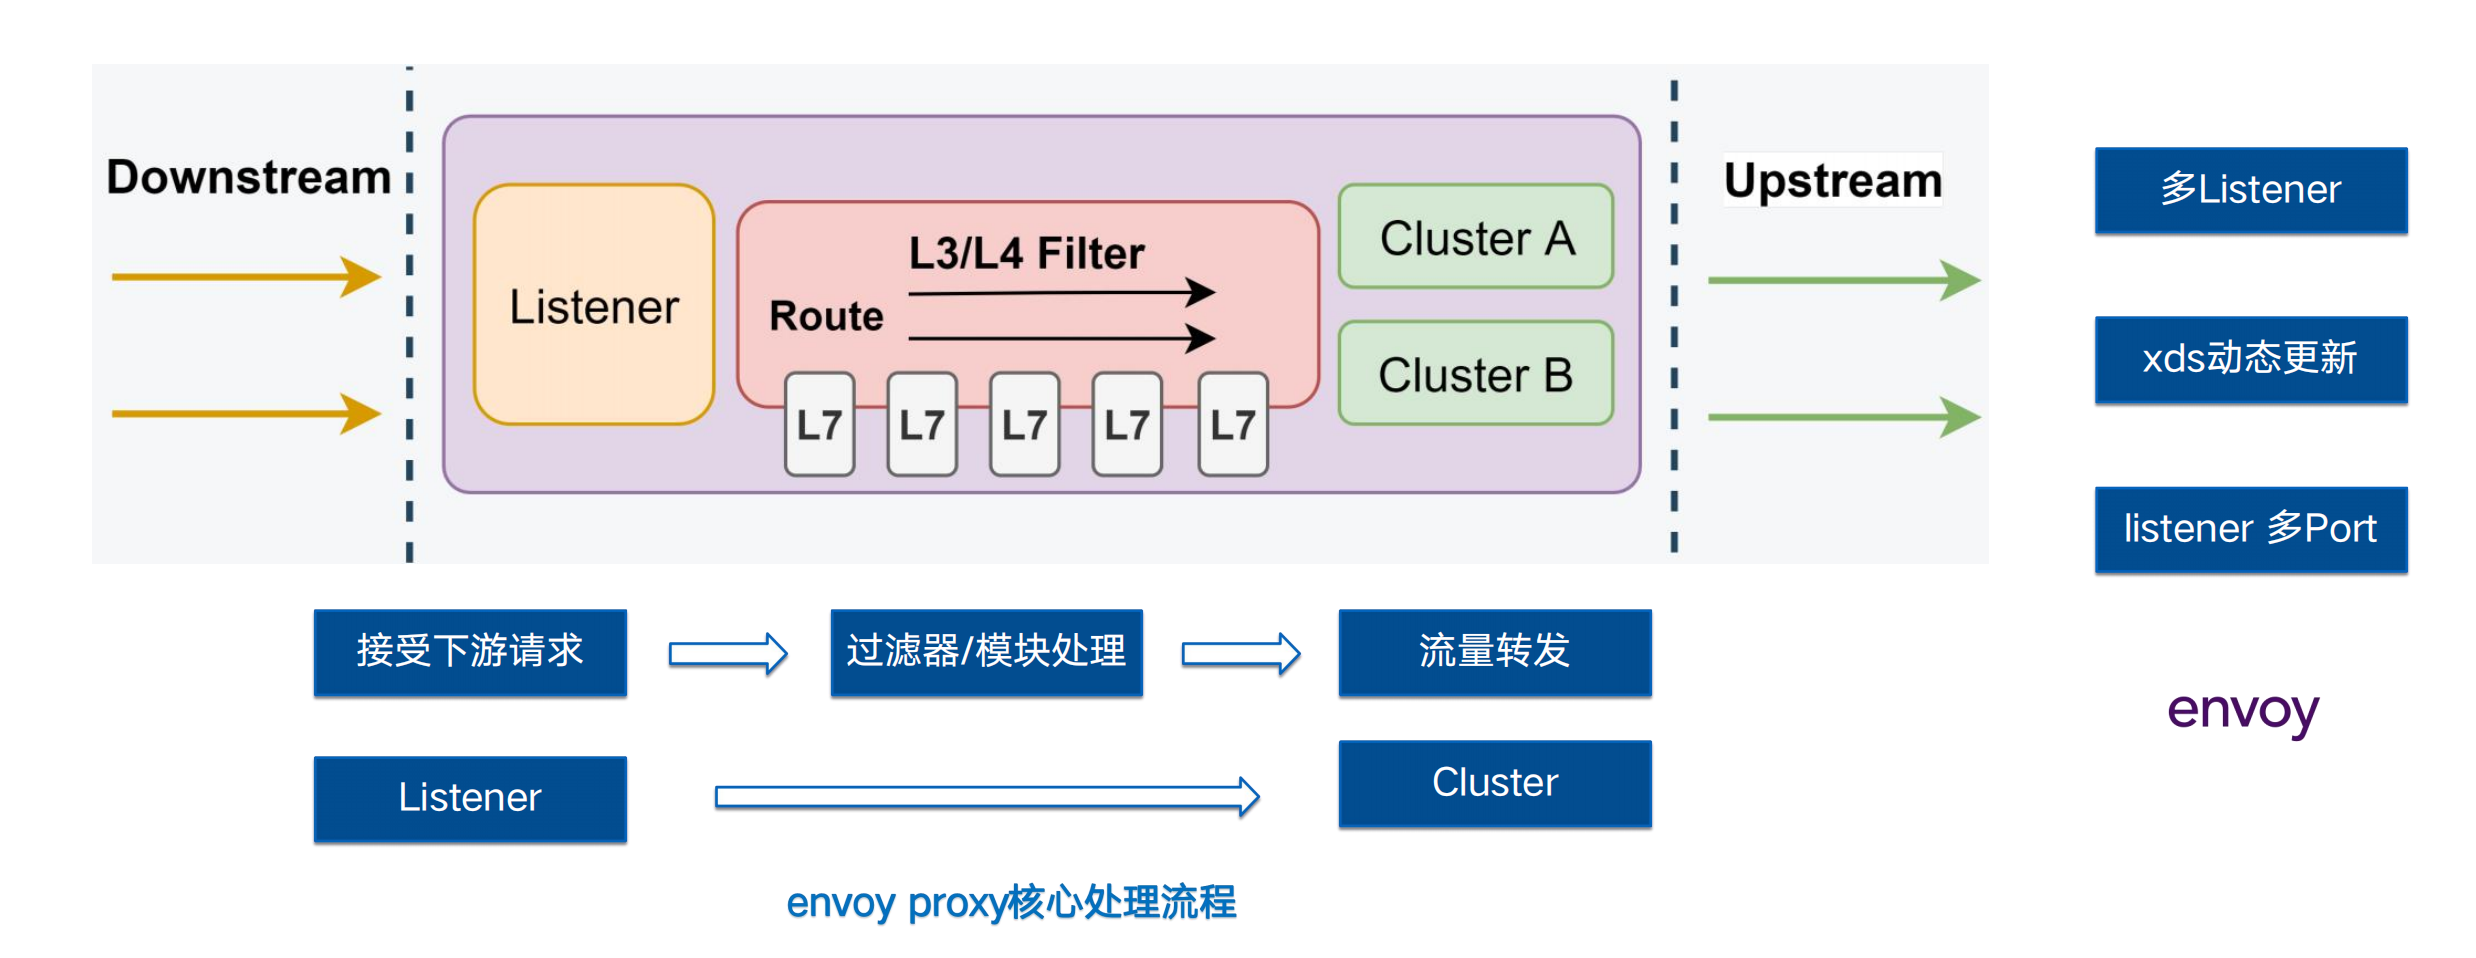 Downstream
Listener
L3/L4 Filter
Route
L7
L7
L7
L7
L7
Cluster A
Cluster B
Upstream
多Listener
xds动态更新
listener 多Port
接受下游请求
过滤器/模块处理
流量转发
envoy
Listener
Cluster
envoy proxy核心处理流程